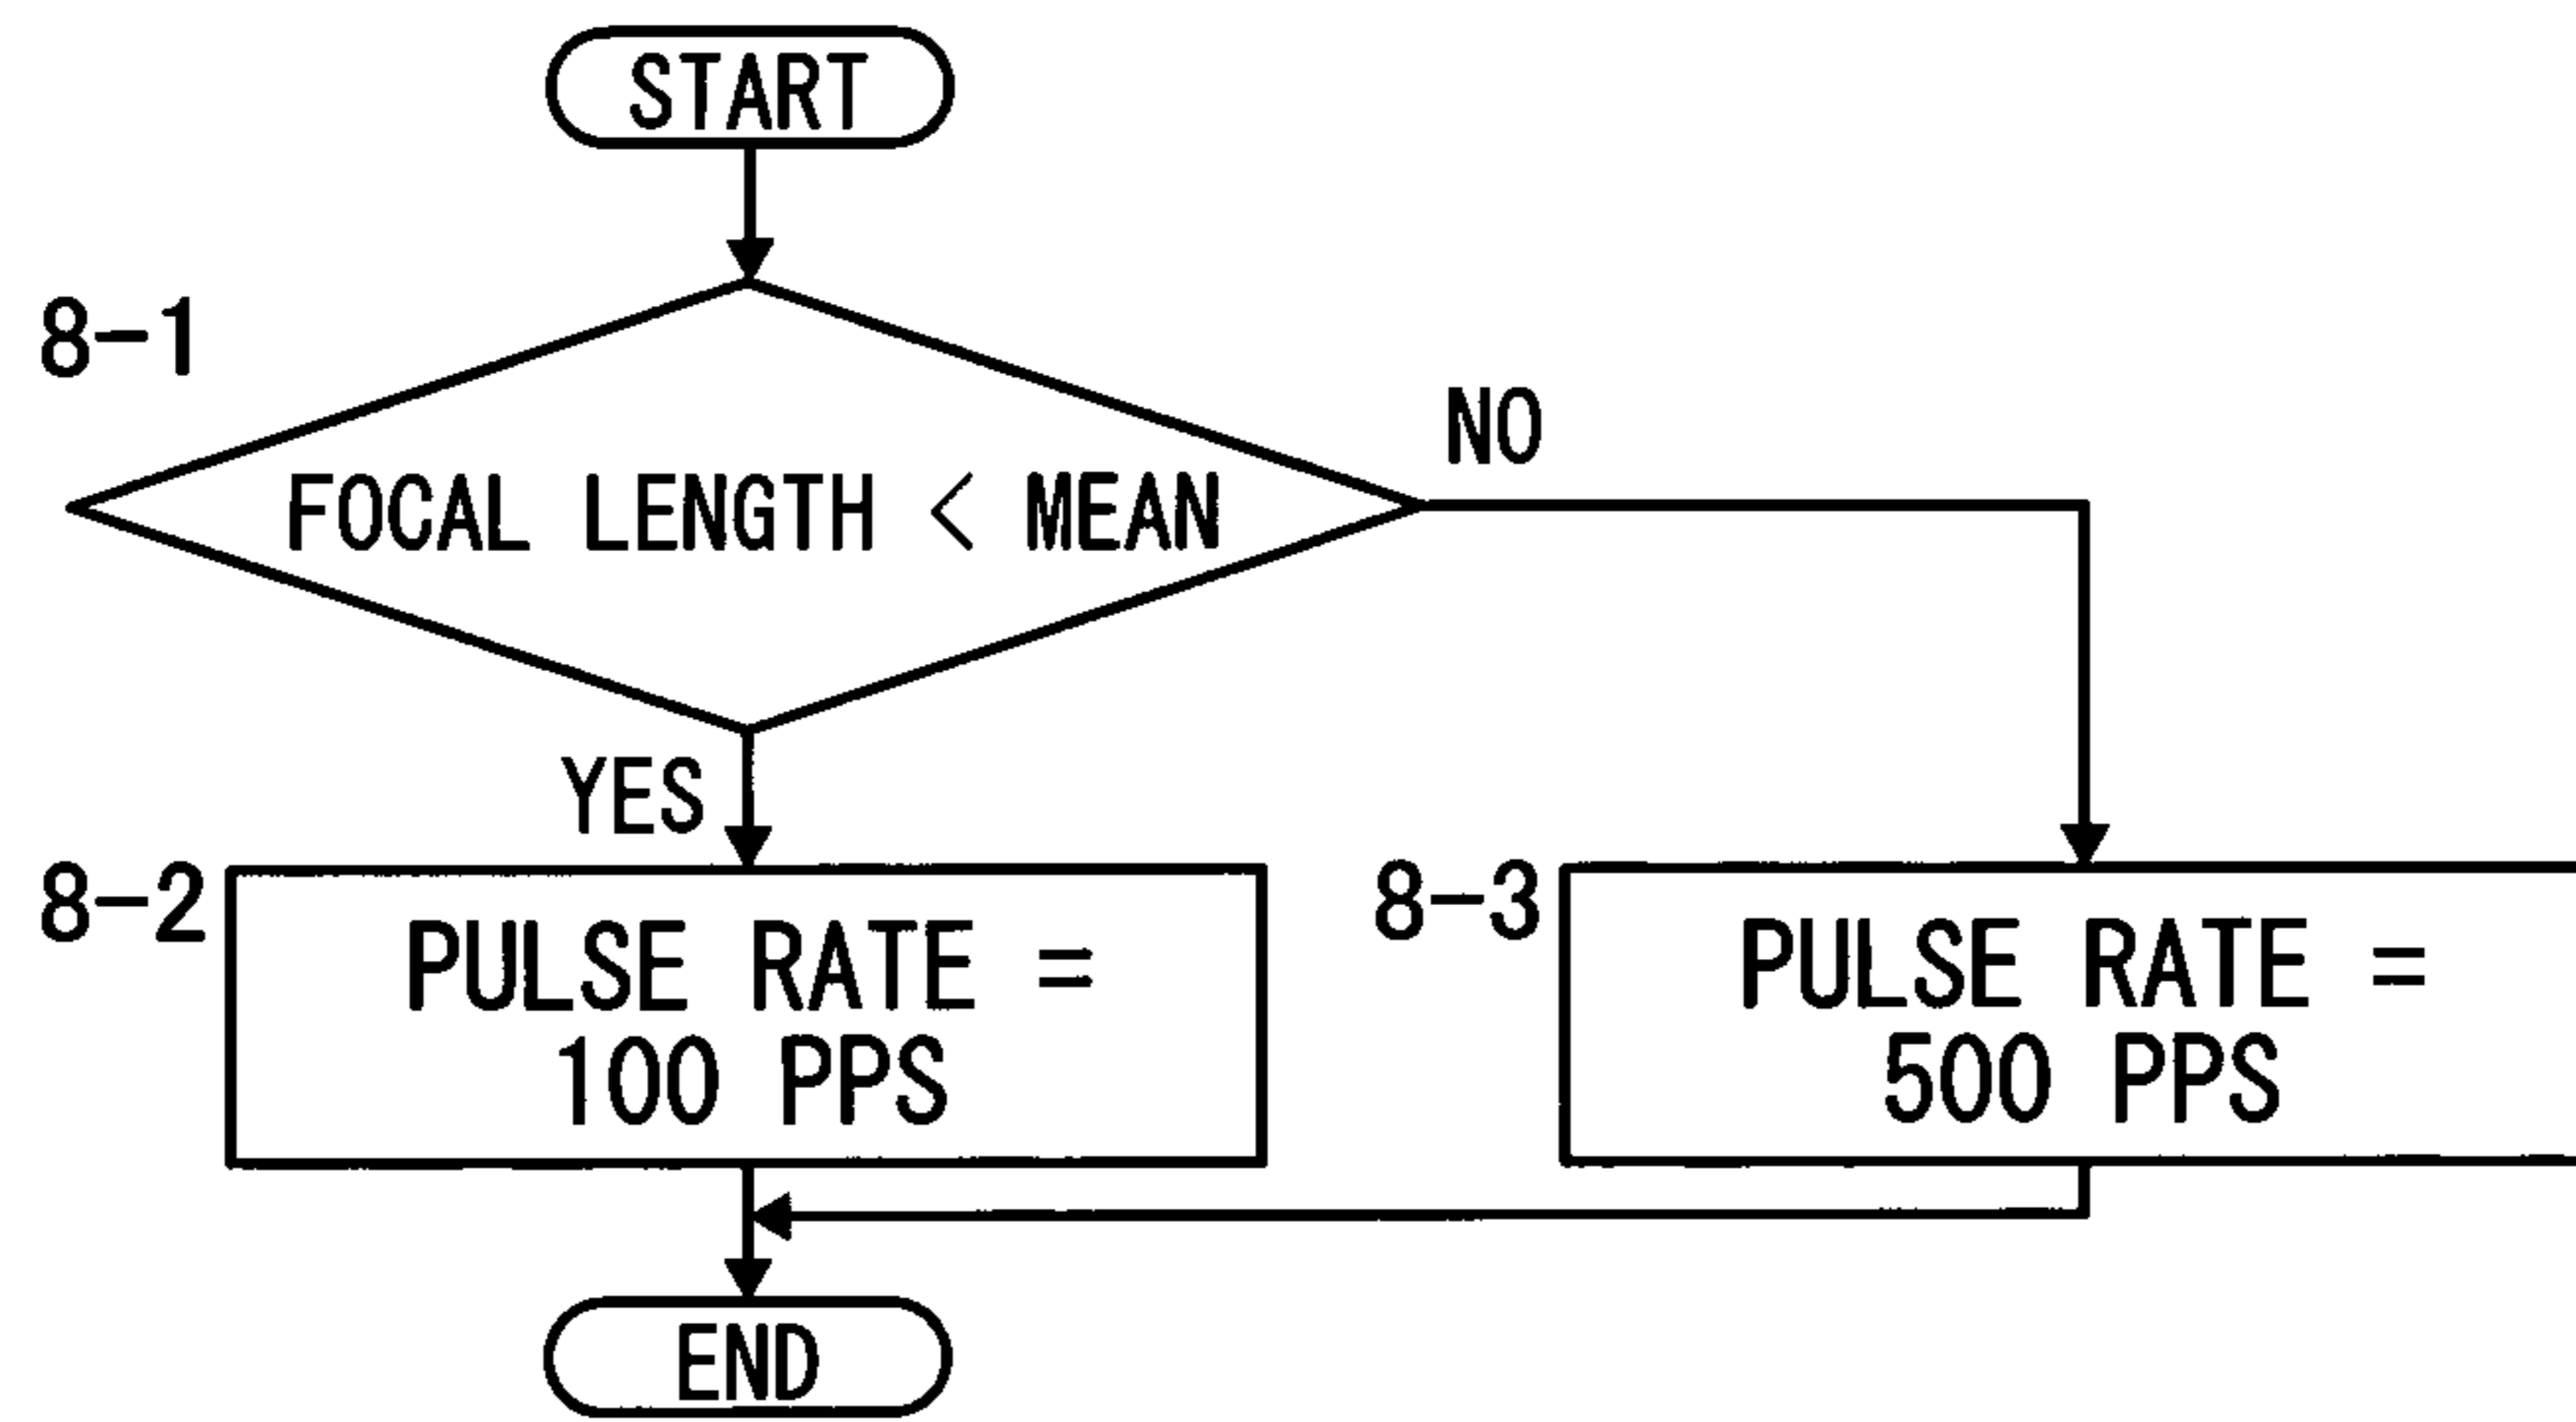 START
8-1
FOCAL LENGTH < MEAN
NO
YES
8-2
PULSE RATE =
100 PPS
8-3
PULSE RATE =
500 PPS
END